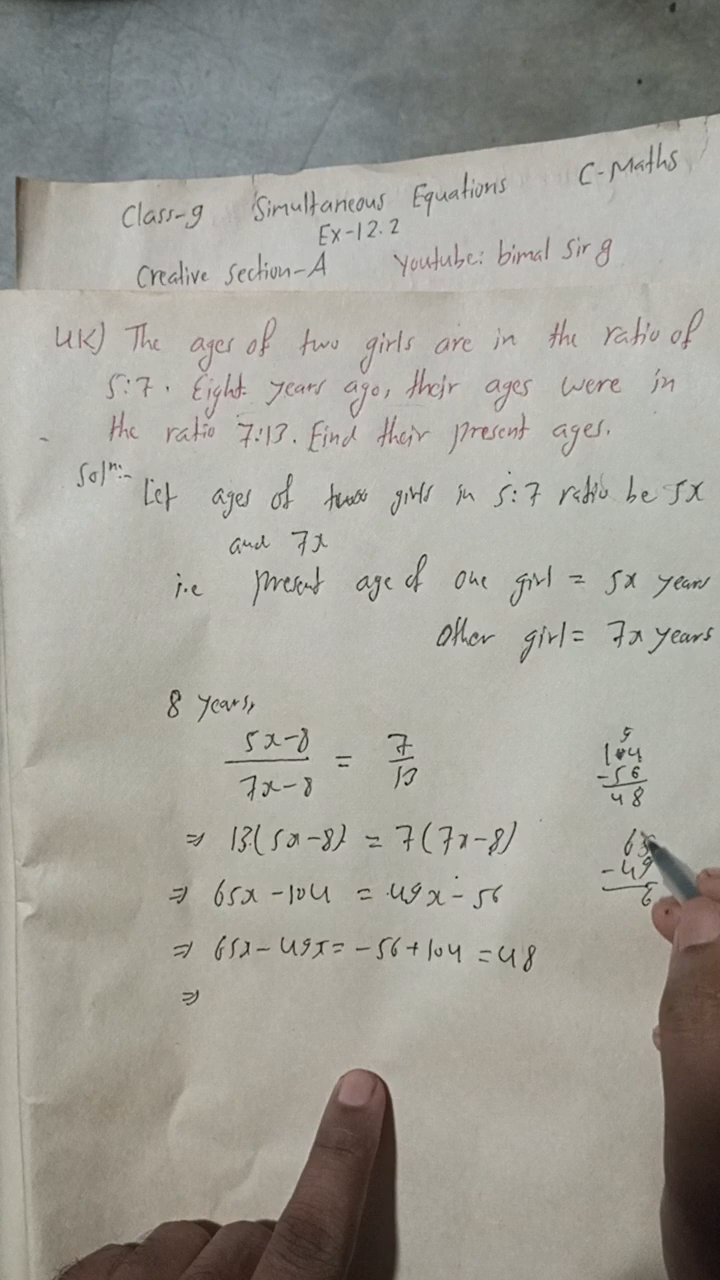 Class-9 Simultaneous Equations C-Maths
Ex-12.2
Creative section-A Youtube: bimal sir g
4K) The ages of two girls are in the ratio of
5:7. Eight years ago, their ages were in
the ratio 7:13. Find their present ages.
Solⁿ:-
Let ages of two girls in 5:7 ratio be 5x
and 7x
i.e present age of one girl = 5x years
Other girl = 7x years
8 years,
5x-8 / 7x-8 = 7 / 13
⇒ 13(5x-8) = 7(7x-8)
⇒ 65x - 104 = 49x - 56
⇒ 65x - 49x = -56 + 104 = 48
⇒
9
104
-56
48
65
-49
6